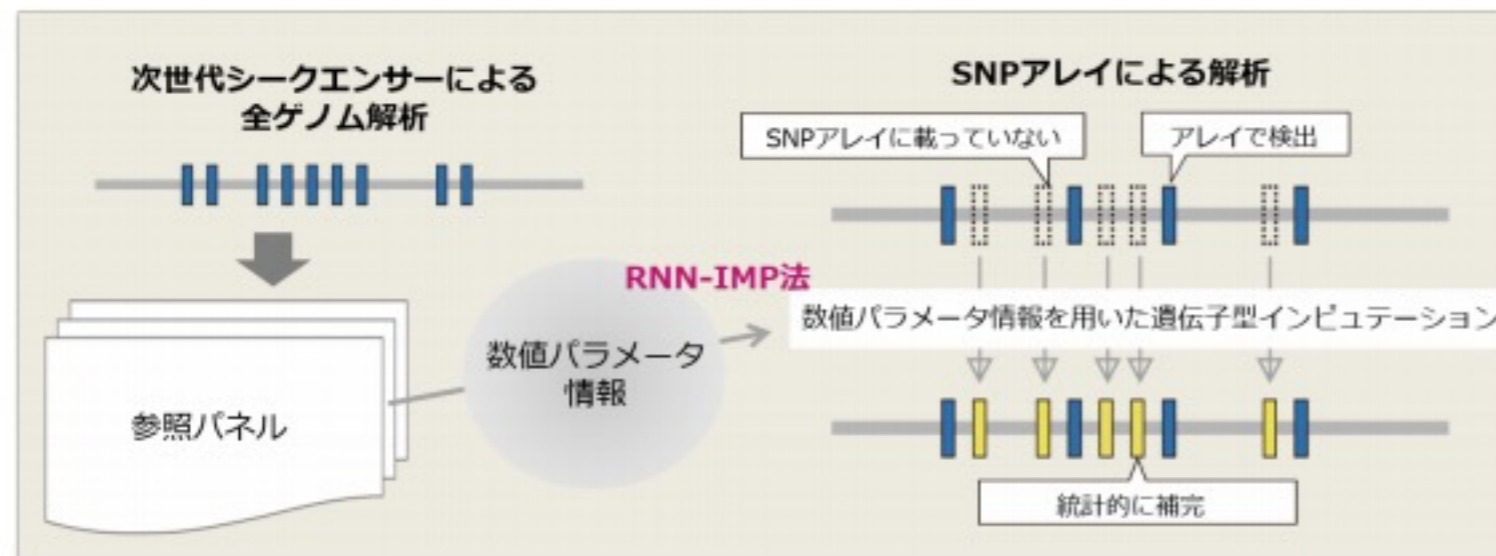 次世代シークエンサーによる
全ゲノム解析
参照パネル
RNN-IMP法
数値パラメータ
情報
SNPアレイによる解析
SNPアレイに載っていない
アレイで検出
数値パラメータ情報を用いた遺伝子型インピュテーション
統計的に補完